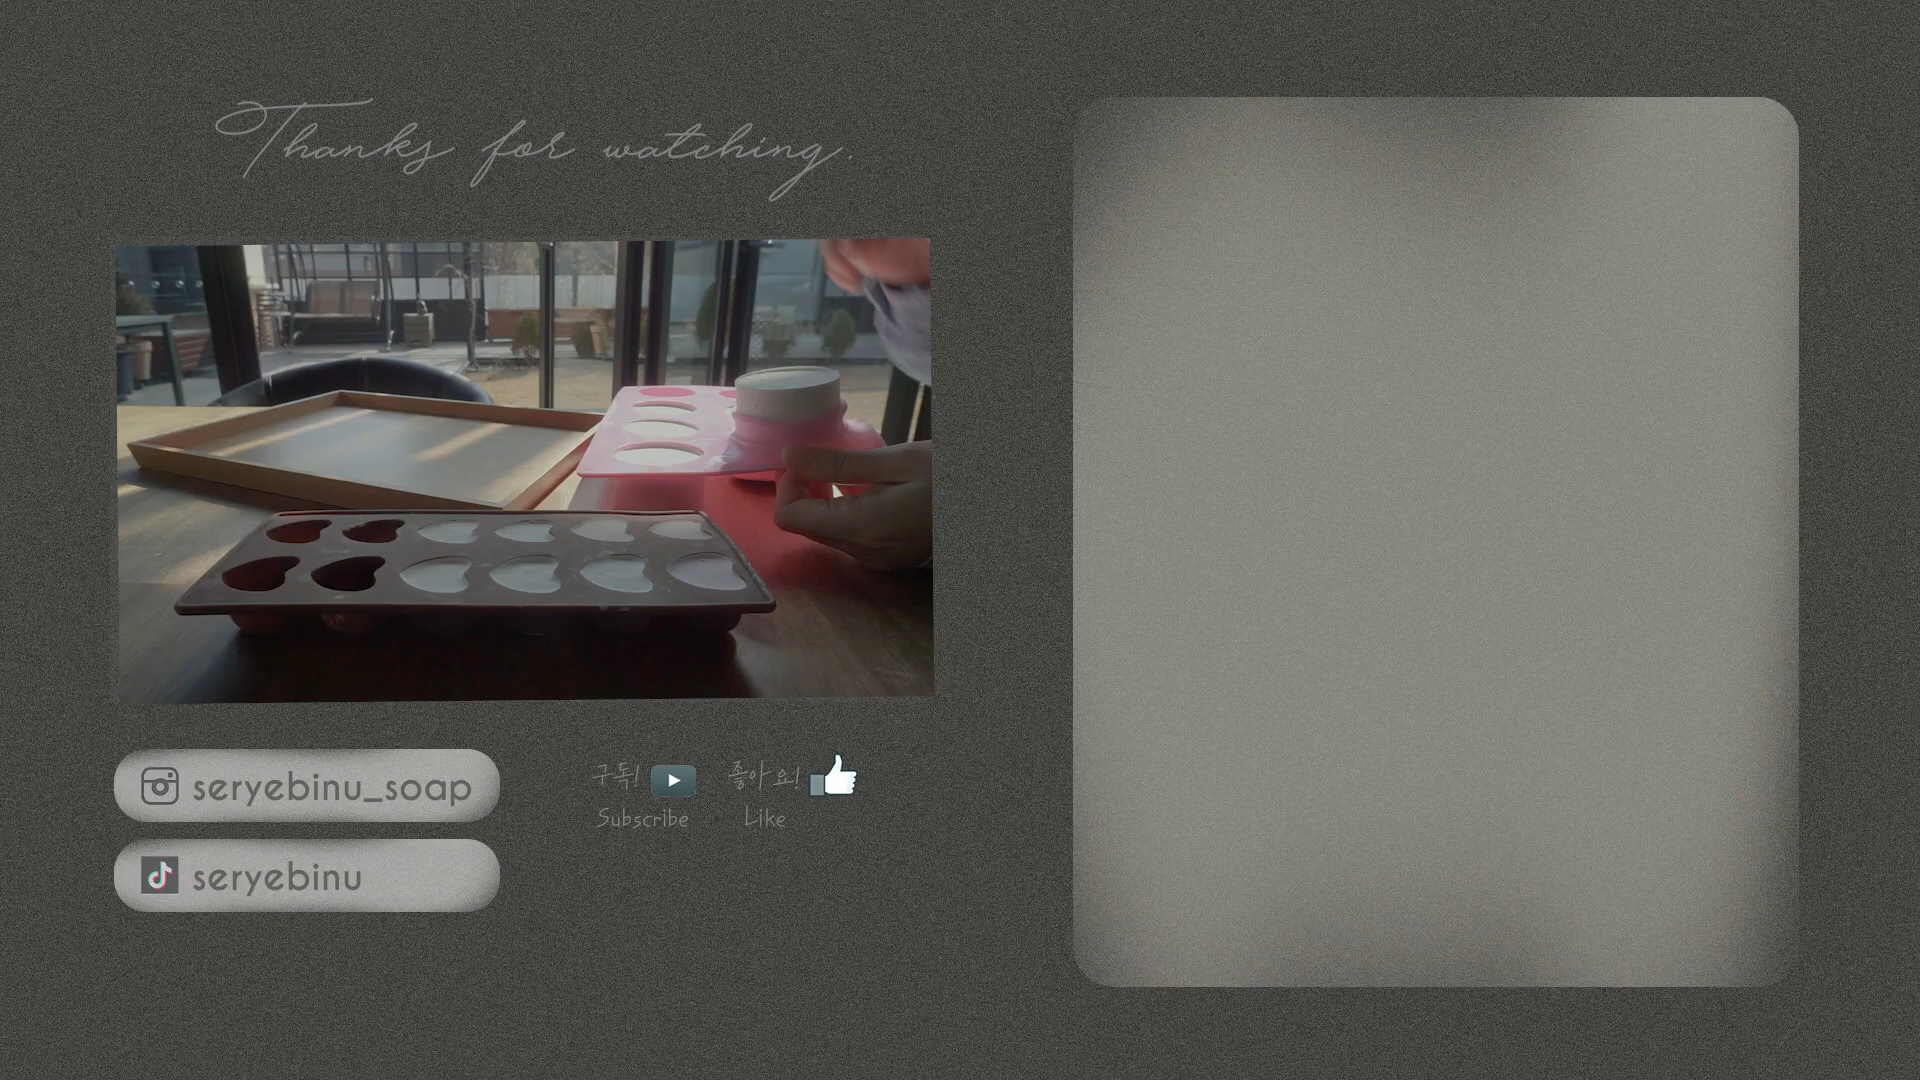 Thanks for watching.
seryebinu_soap
seryebinu
구독! 좋아요!
Subscribe Like